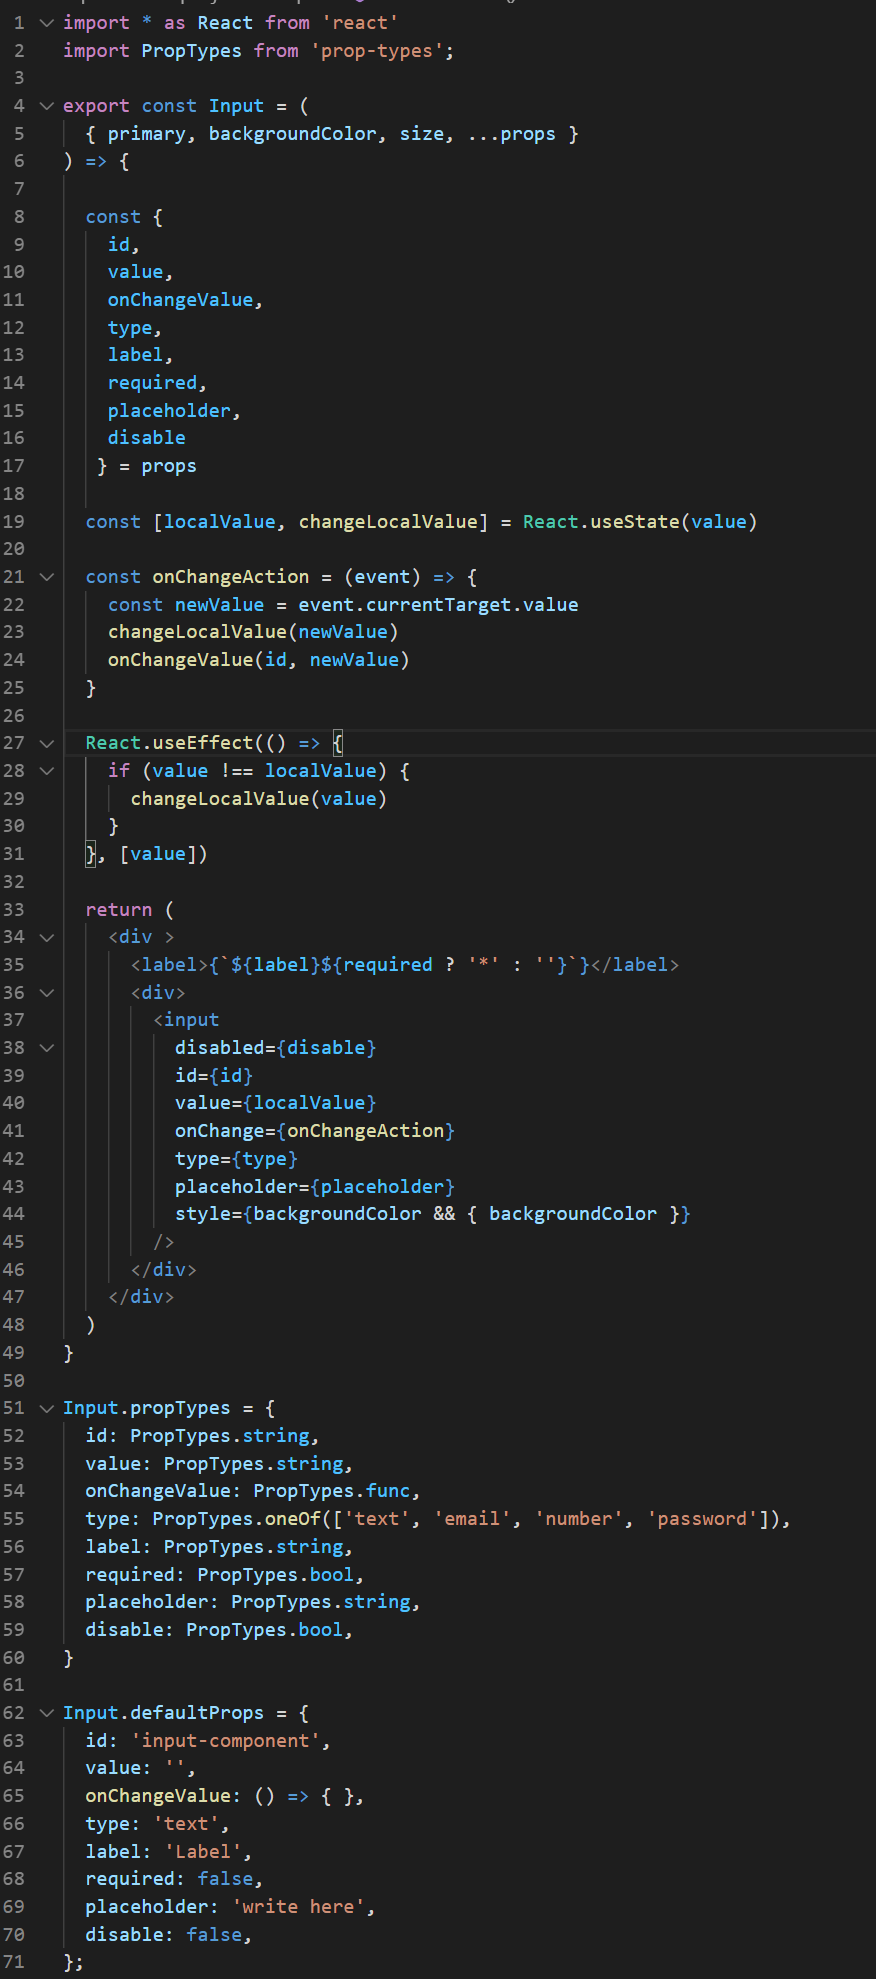 1 import * as React from 'react'
2 import PropTypes from 'prop-types';
3
4 export const Input = (
5 { primary, backgroundColor, size, ...props }
6 ) => {
7
8 const {
9 id,
10 value,
11 onChangeValue,
12 type,
13 label,
14 required,
15 placeholder,
16 disable
17 } = props
18
19 const [localValue, changeLocalValue] = React.useState(value)
20
21 const onChangeAction = (event) => {
22 const newValue = event.currentTarget.value
23 changeLocalValue(newValue)
24 onChangeValue(id, newValue)
25 }
26
27 React.useEffect(() => {
28 if (value !== localValue) {
29 changeLocalValue(value)
30 }
31 }, [value])
32
33 return (
34 <div >
35 <label>{`${label}${required ? '*' : ''}`}</label>
36 <div>
37 <input
38 disabled={disable}
39 id={id}
40 value={localValue}
41 onChange={onChangeAction}
42 type={type}
43 placeholder={placeholder}
44 style={backgroundColor && { backgroundColor }}
45 />
46 </div>
47 </div>
48 )
49 }
50
51 Input.propTypes = {
52 id: PropTypes.string,
53 value: PropTypes.string,
54 onChangeValue: PropTypes.func,
55 type: PropTypes.oneOf(['text', 'email', 'number', 'password']),
56 label: PropTypes.string,
57 required: PropTypes.bool,
58 placeholder: PropTypes.string,
59 disable: PropTypes.bool,
60 }
61
62 Input.defaultProps = {
63 id: 'input-component',
64 value: '',
65 onChangeValue: () => { },
66 type: 'text',
67 label: 'Label',
68 required: false,
69 placeholder: 'write here',
70 disable: false,
71 };